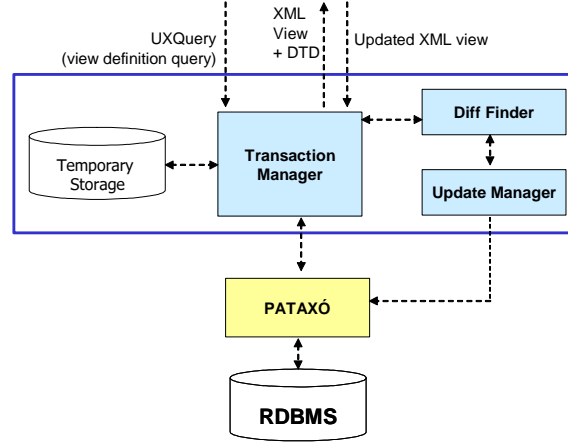 UXQuery
(view definition query)
XML
View
+ DTD
Updated XML view
Temporary
Storage
Transaction
Manager
Diff Finder
Update Manager
PATAXÓ
RDBMS